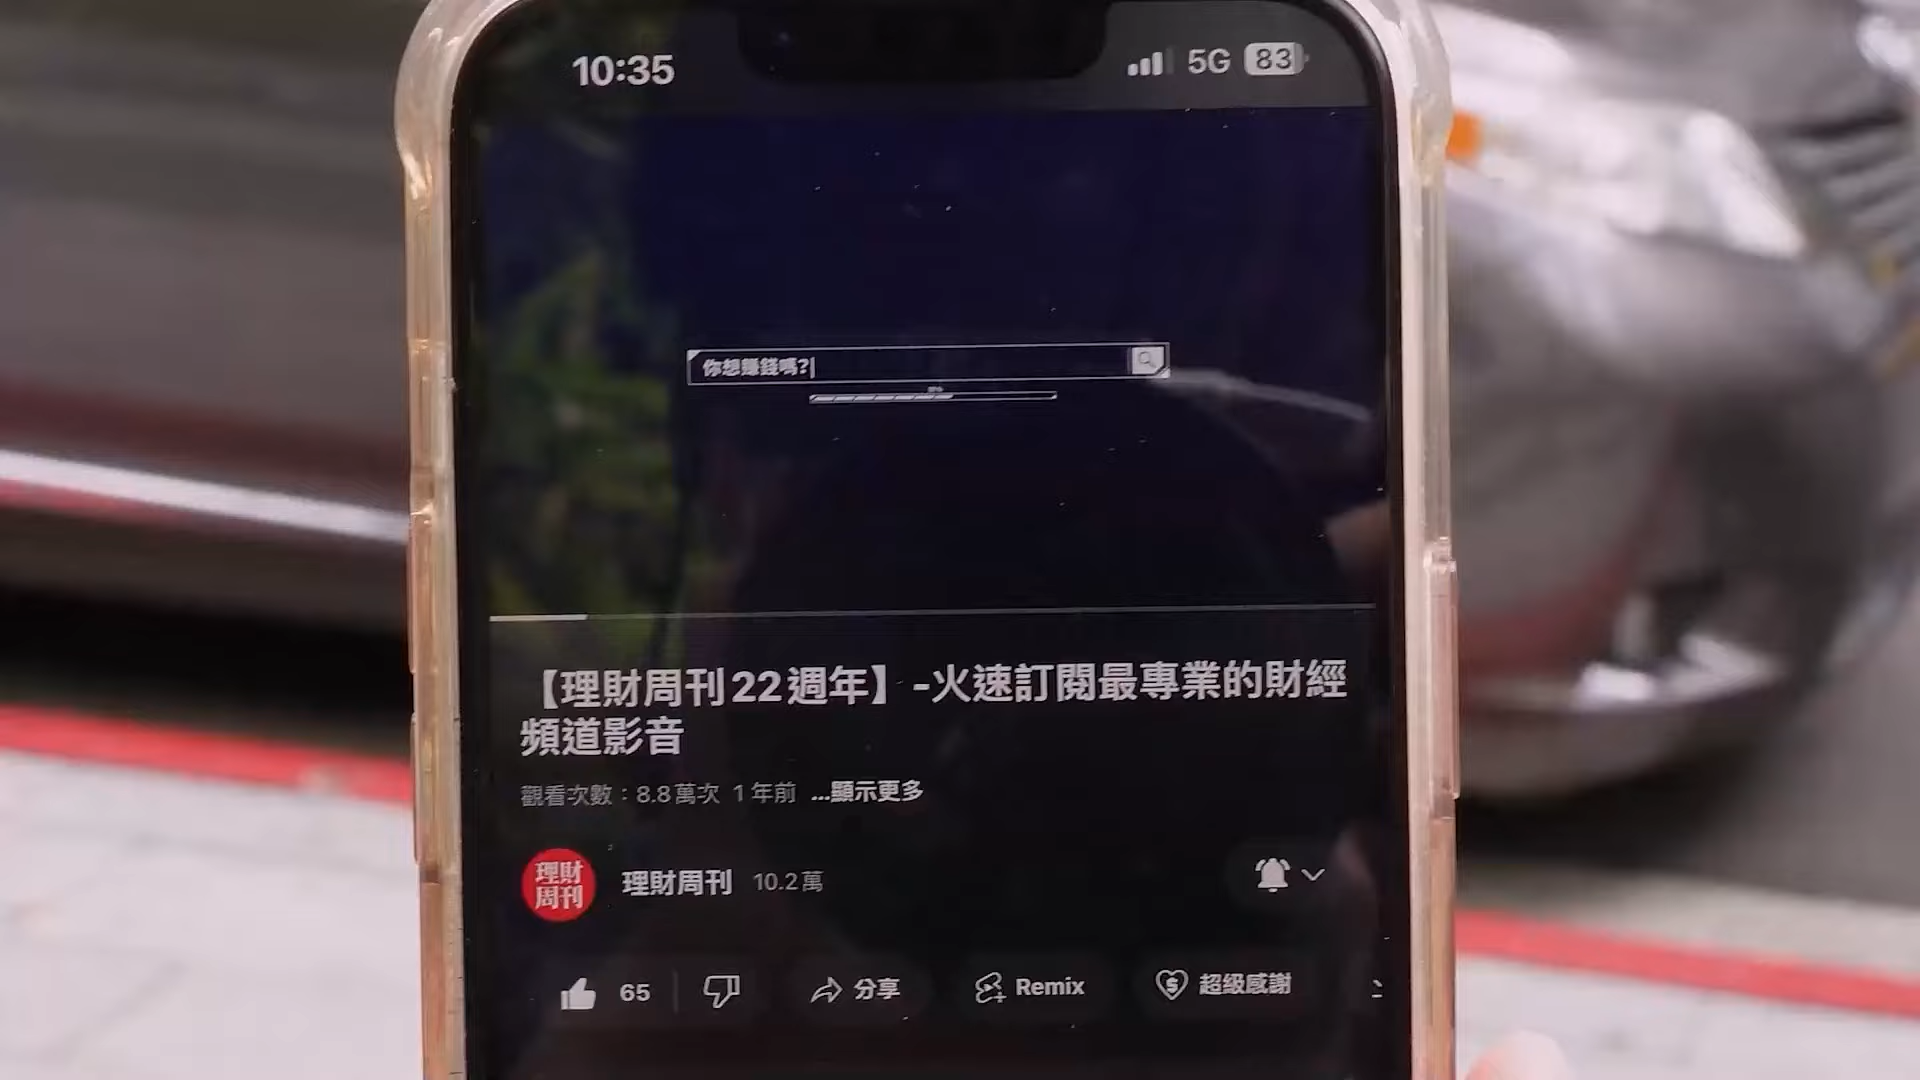 10:35
5G 83
你想賺錢嗎?
【理財周刊22週年】-火速訂閱最專業的財經
頻道影音
觀看次數：8.8萬次 1年前 ...顯示更多
理財
周刊
理財周刊 10.2萬
65 分享 Remix 超級感謝